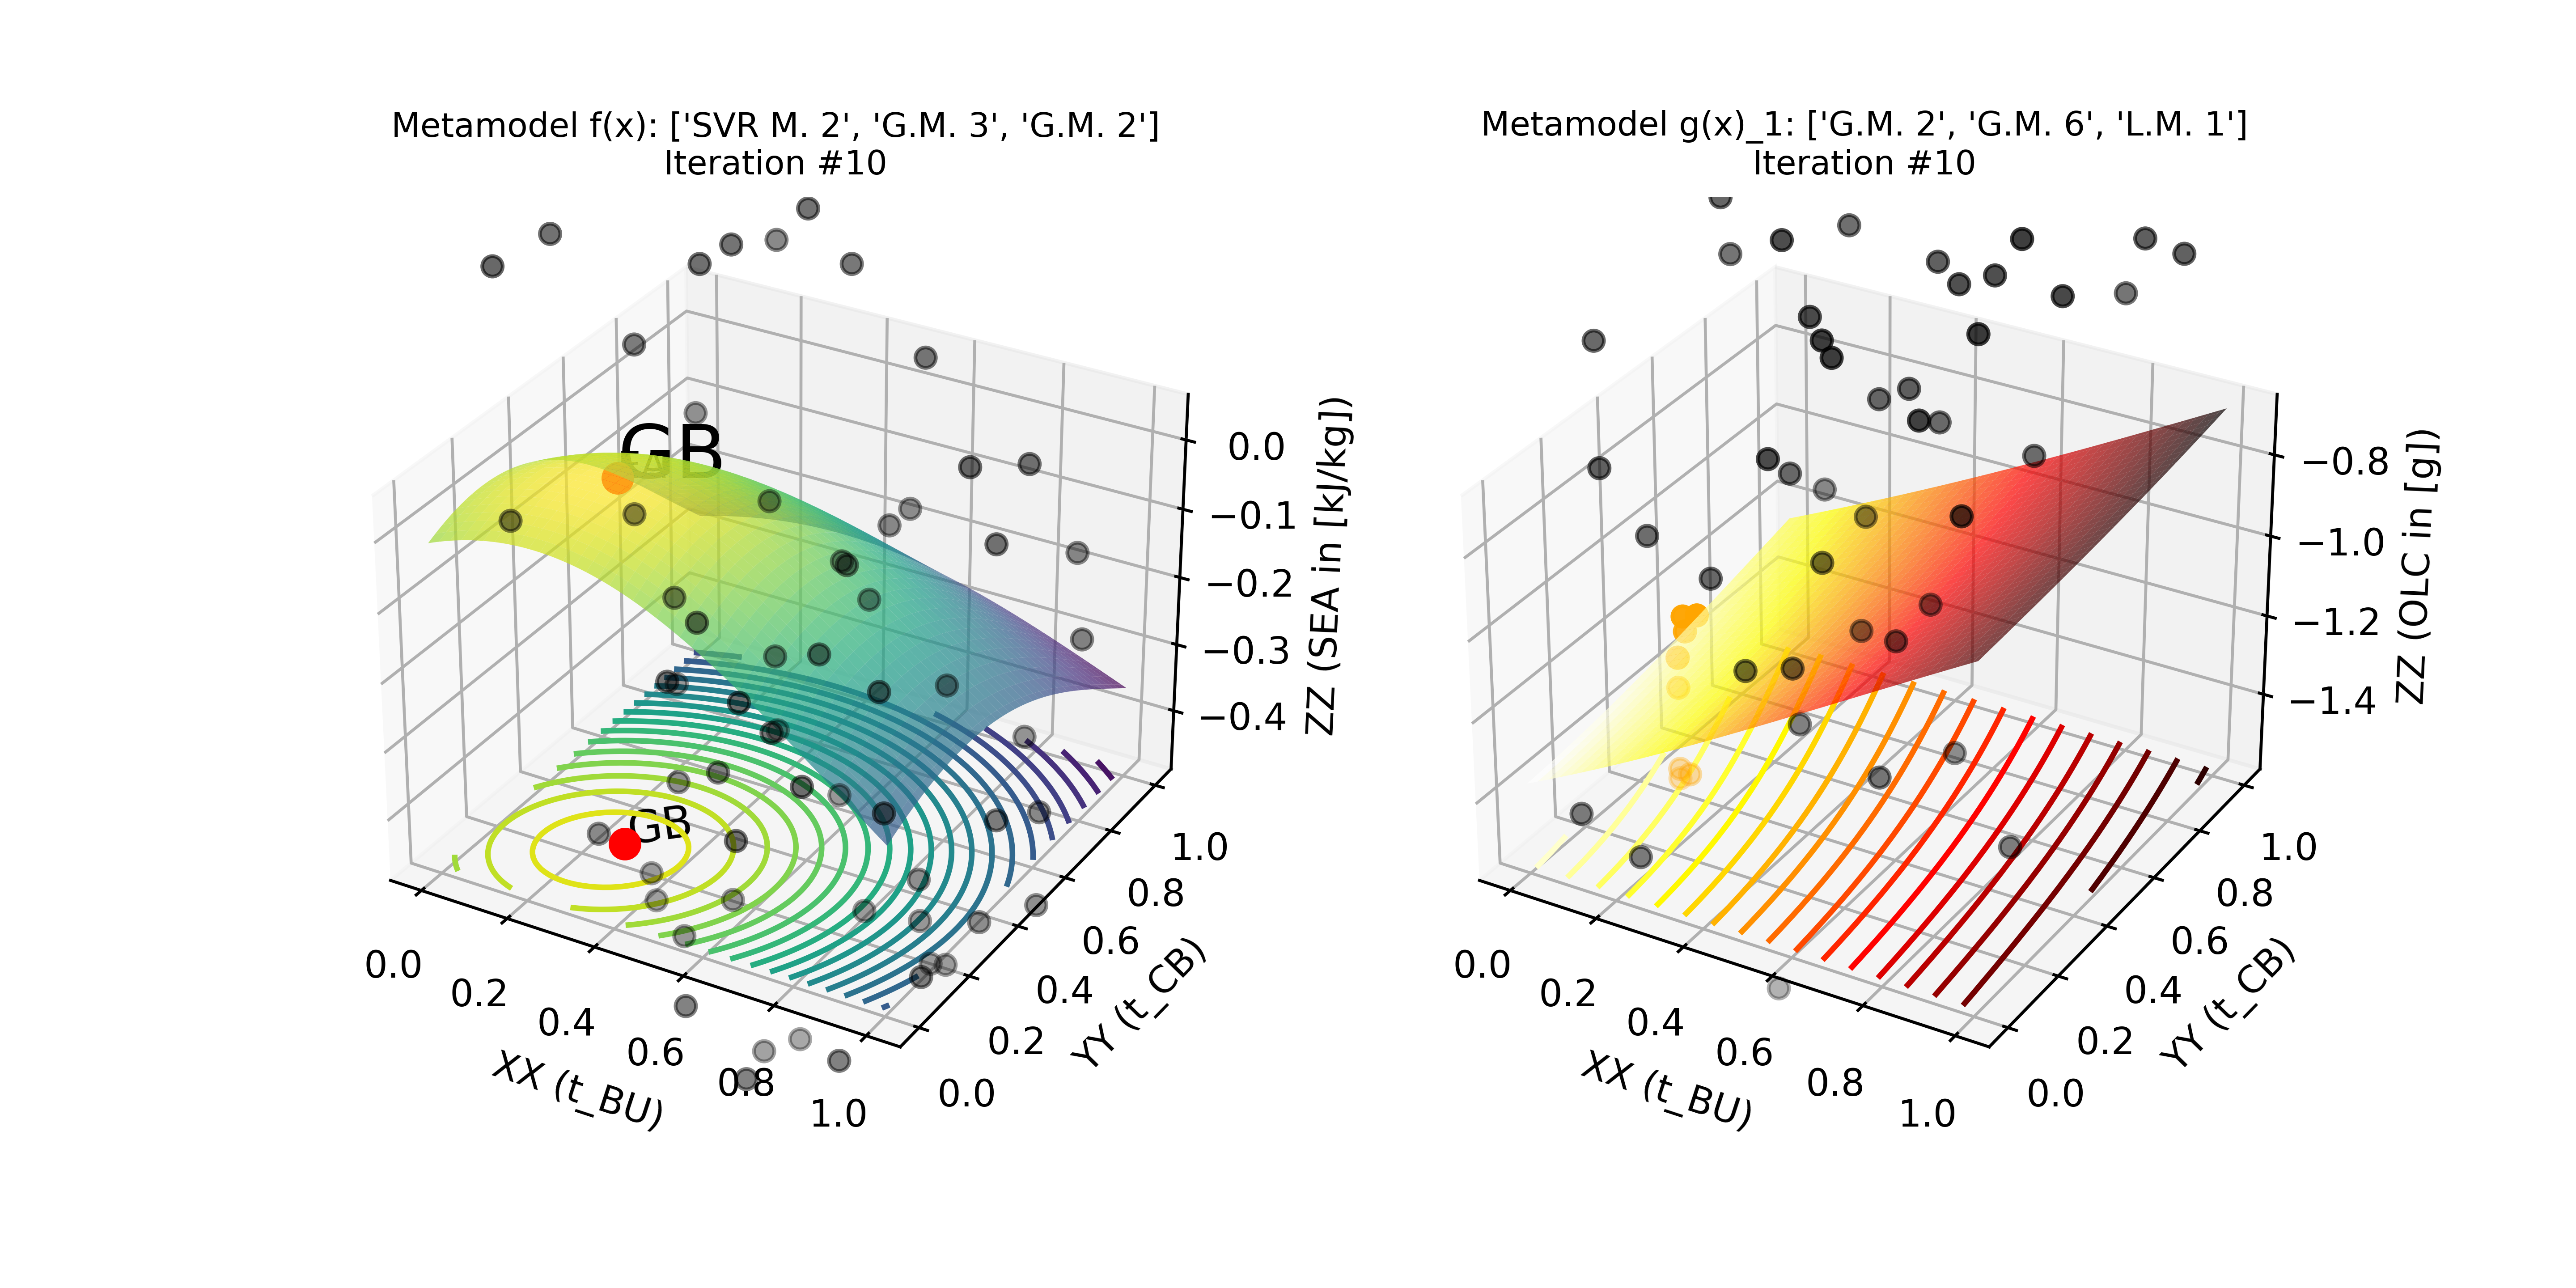 Metamodel f(x): ['SVR M. 2', 'G.M. 3', 'G.M. 2']
Iteration #10
GB
GB
0.0
−0.1
−0.2
−0.3
−0.4
ZZ (SEA in [kJ/kg])
0.0
0.2
0.4
0.6
0.8
1.0
XX (t_BU)
0.0
0.2
0.4
0.6
0.8
1.0
YY (t_CB)
Metamodel g(x)_1: ['G.M. 2', 'G.M. 6', 'L.M. 1']
Iteration #10
−0.8
−1.0
−1.2
−1.4
ZZ (OLC in [g])
0.0
0.2
0.4
0.6
0.8
1.0
XX (t_BU)
0.0
0.2
0.4
0.6
0.8
1.0
YY (t_CB)